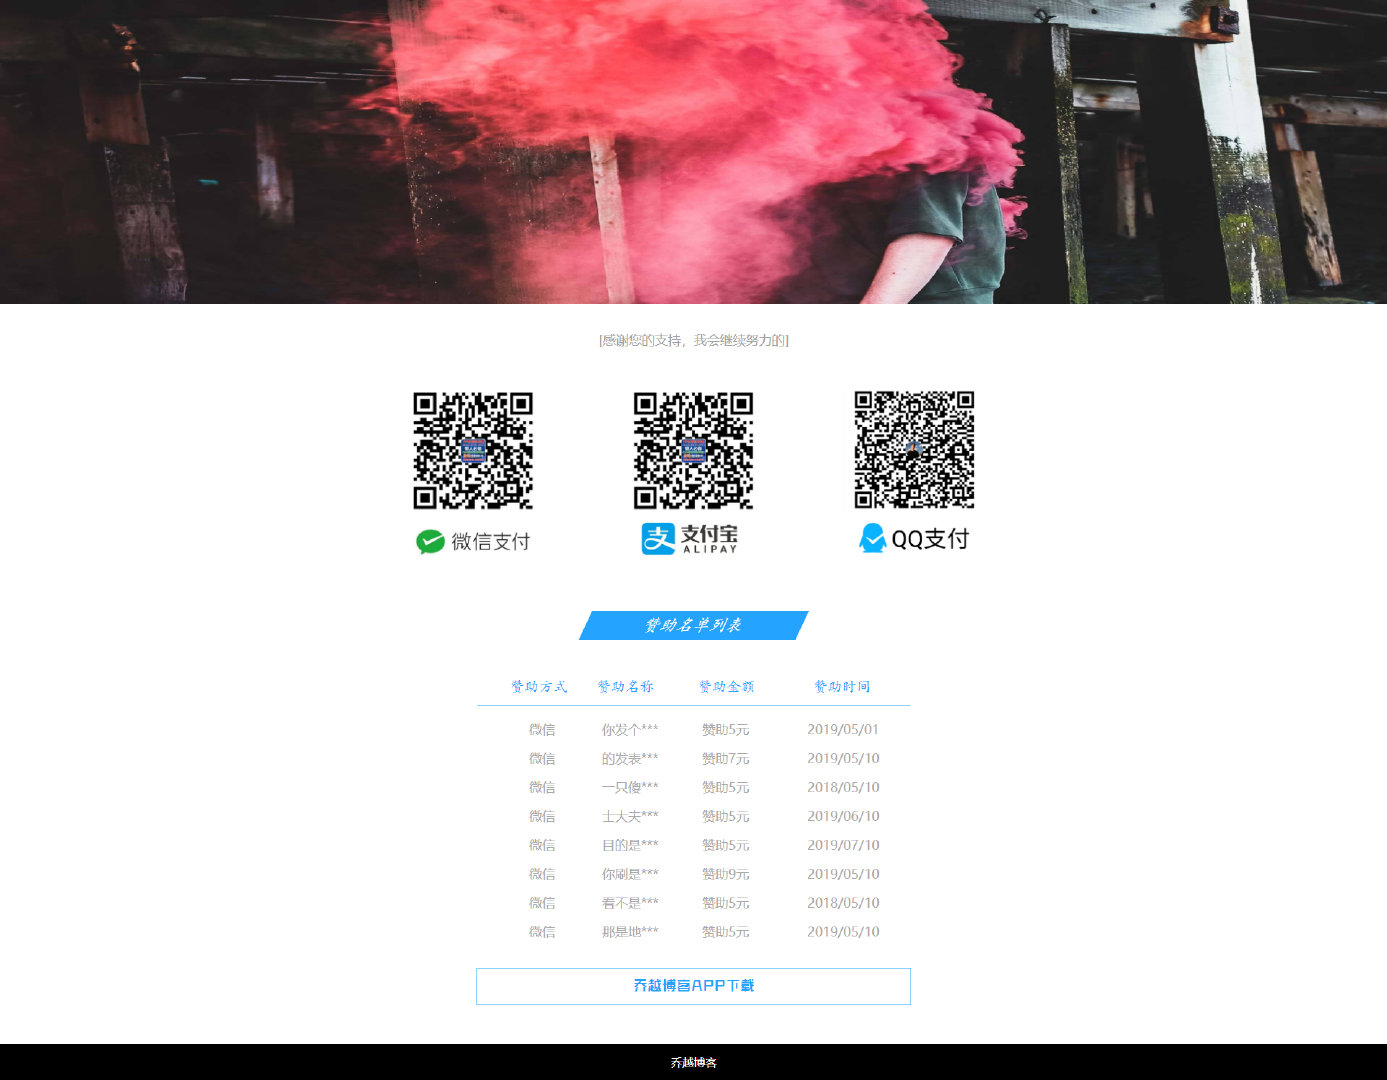 [感谢您的支持，我会继续努力的]
微信支付
支付宝
ALIPAY
QQ支付
赞助名单列表
赞助方式 赞助名称 赞助金额 赞助时间
微信 你发个*** 赞助5元 2019/05/01
微信 的发表*** 赞助7元 2019/05/10
微信 一只傻*** 赞助5元 2018/05/10
微信 士大夫*** 赞助5元 2019/06/10
微信 目的是*** 赞助5元 2019/07/10
微信 你刷是*** 赞助9元 2019/05/10
微信 看不是*** 赞助5元 2018/05/10
微信 那是地*** 赞助5元 2019/05/10
乔越博客APP下载
乔越博客